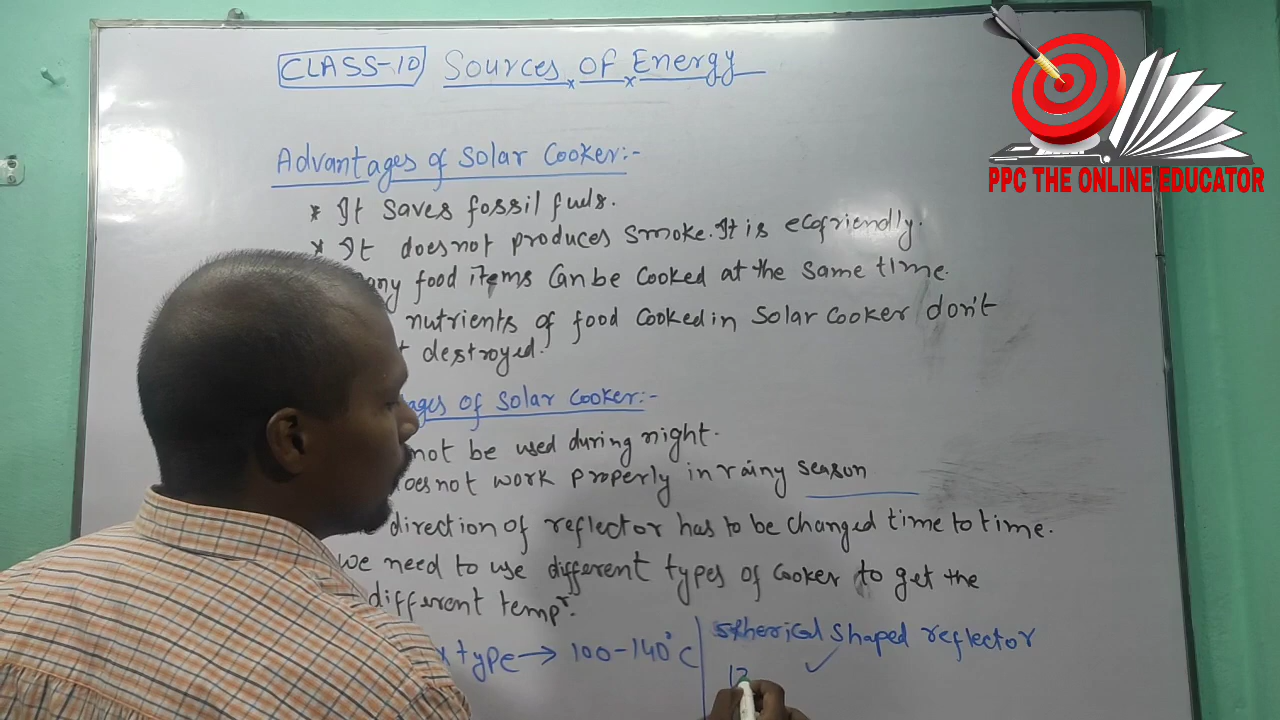 CLASS-10 Sources of Energy
PPC THE ONLINE EDUCATOR
Advantages of Solar Cooker:-
* It saves fossil fuels.
* It does not produces smoke. It is ecofriendly.
food items can be cooked at the same time.
nutrients of food cooked in solar cooker don't
destroyed.
of solar cooker:-
not be used during night.
not work properly in rainy season
direction of reflector has to be changed time to time.
we need to use different types of cooker to get the
different tempr.
type → 100-140°C
spherical shaped reflector